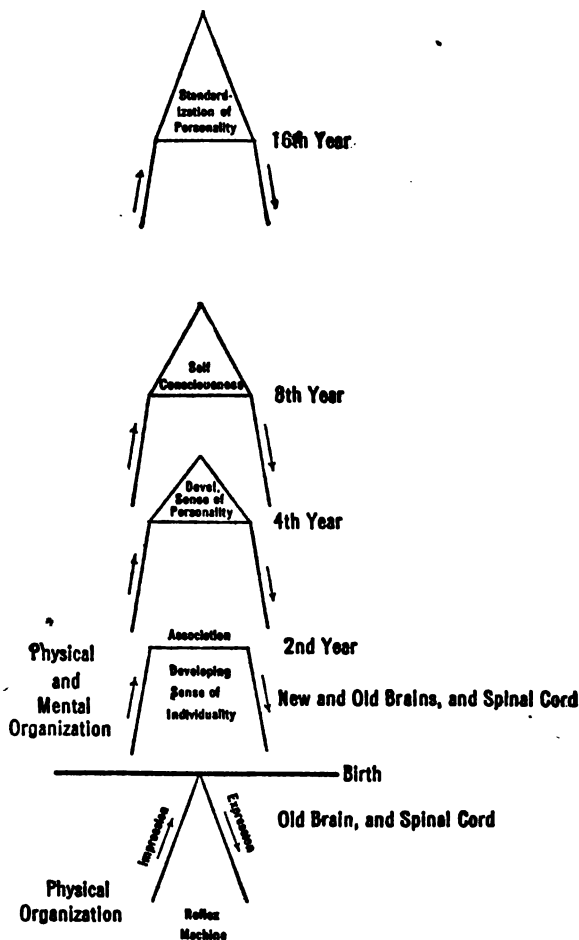 Standard-
ization of
Personality
16th Year
Self
Consciousness
8th Year
Devel.
Sense of
Personality
4th Year
Association
2nd Year
Physical
and
Mental
Organization
Developing
Sense of
Individuality
New and Old Brains, and Spinal Cord
Birth
Impression
Expression
Old Brain, and Spinal Cord
Physical
Organization
Reflex
Machine